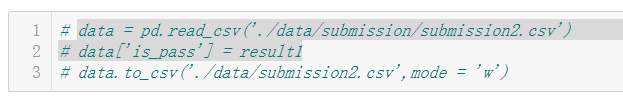 1 # data = pd.read_csv('./data/submission/submission2.csv')
2 # data['is_pass'] = result1
3 # data.to_csv('./data/submission2.csv',mode = 'w')